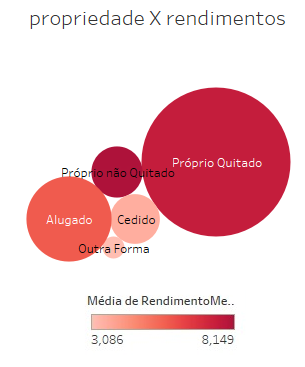 propriedade X rendimentos
Próprio Quitado
Próprio não Quitado
Alugado
Cedido
Outra Forma
Média de RendimentoMe..
3,086 8,149